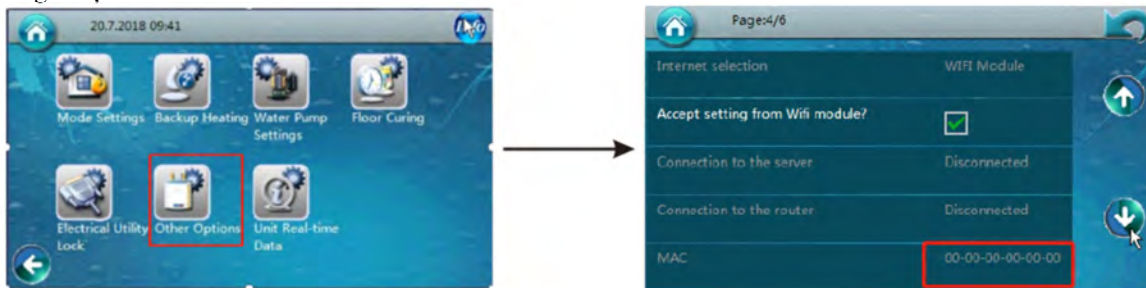 20.7.2018 09:41
Info
Mode Settings
Backup Heating
Water Pump
Settings
Floor Curing
Electrical Utility
Lock
Other Options
Unit Real-time
Data
Page:4/6
Internet selection
WIFI Module
Accept setting from Wifi module?
Connection to the server
Disconnected
Connection to the router
Disconnected
MAC
00-00-00-00-00-00